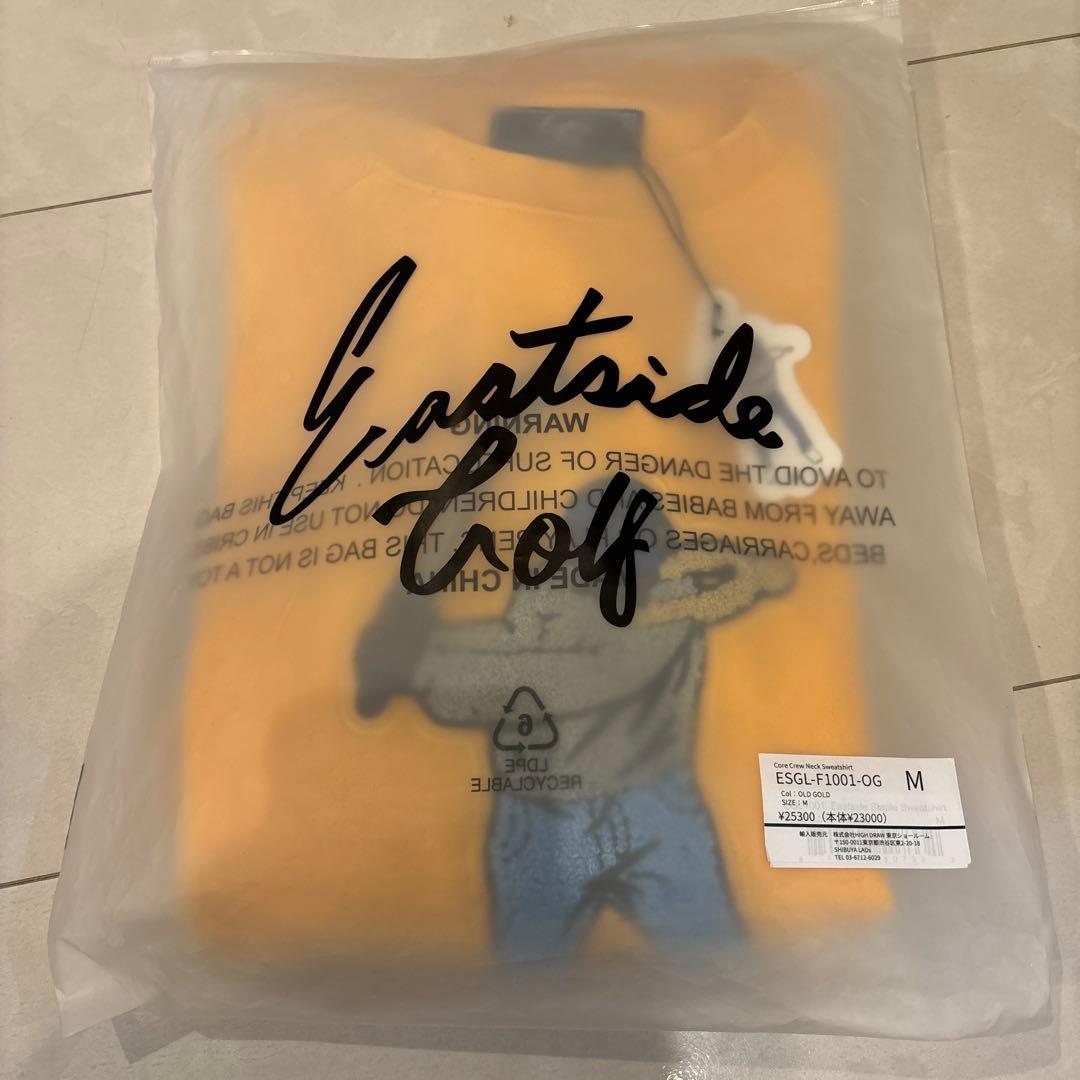 Eastside
Golf
WARNING
TO AVOID THE DANGER OF SUFFOCATION . KEEP THIS BAG
AWAY FROM BABIES AND CHILDREN. DO NOT USE IN CRIBS
BEDS,CARRIAGES OR PLAY PENS. THIS BAG IS NOT A TOY
MADE IN CHINA
6
LDPE
RECYCLABLE
Core Crew Neck Sweatshirt
ESGL-F1001-OG M
Col : OLD GOLD
SIZE : M
¥25300（本体¥23000）
輸入販売元 株式会社HIGH DRAW 東京ショールーム
〒150-0011東京都渋谷区東2-20-18
SHIBUYA LADs
TEL 03-6712-6029